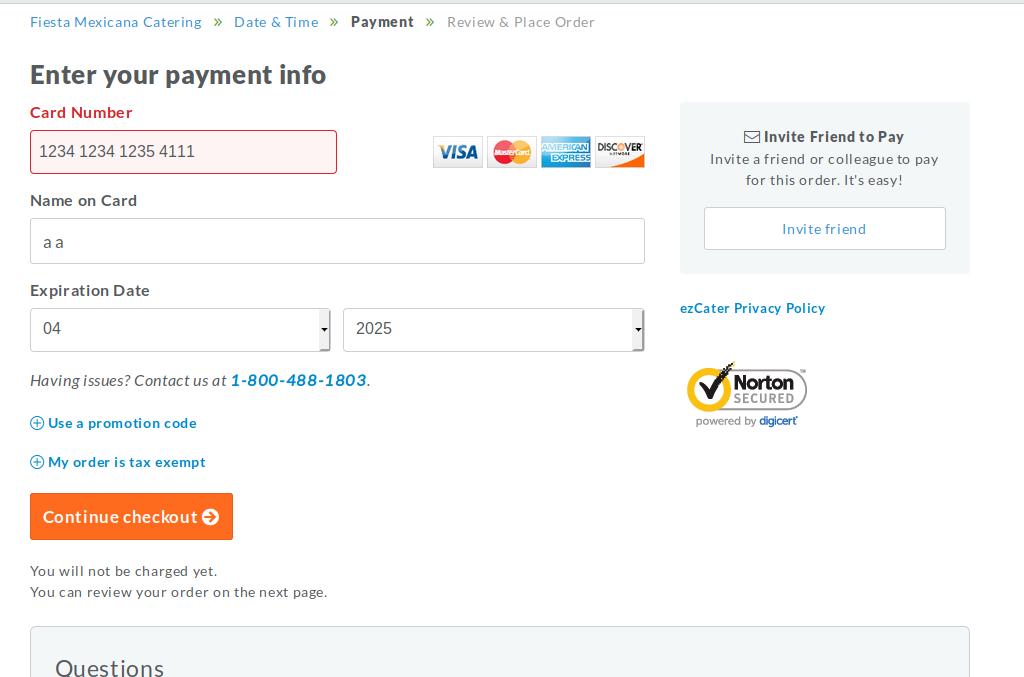 Fiesta Mexicana Catering » Date & Time » Payment » Review & Place Order
Enter your payment info
Card Number
1234 1234 1235 4111
VISA MasterCard AMERICAN EXPRESS DISCOVER NETWORK
Name on Card
a a
Expiration Date
04 2025
Having issues? Contact us at 1-800-488-1803.
Use a promotion code
My order is tax exempt
Continue checkout
You will not be charged yet.
You can review your order on the next page.
Invite Friend to Pay
Invite a friend or colleague to pay
for this order. It's easy!
Invite friend
ezCater Privacy Policy
Norton
SECURED
powered by digicert
Questions